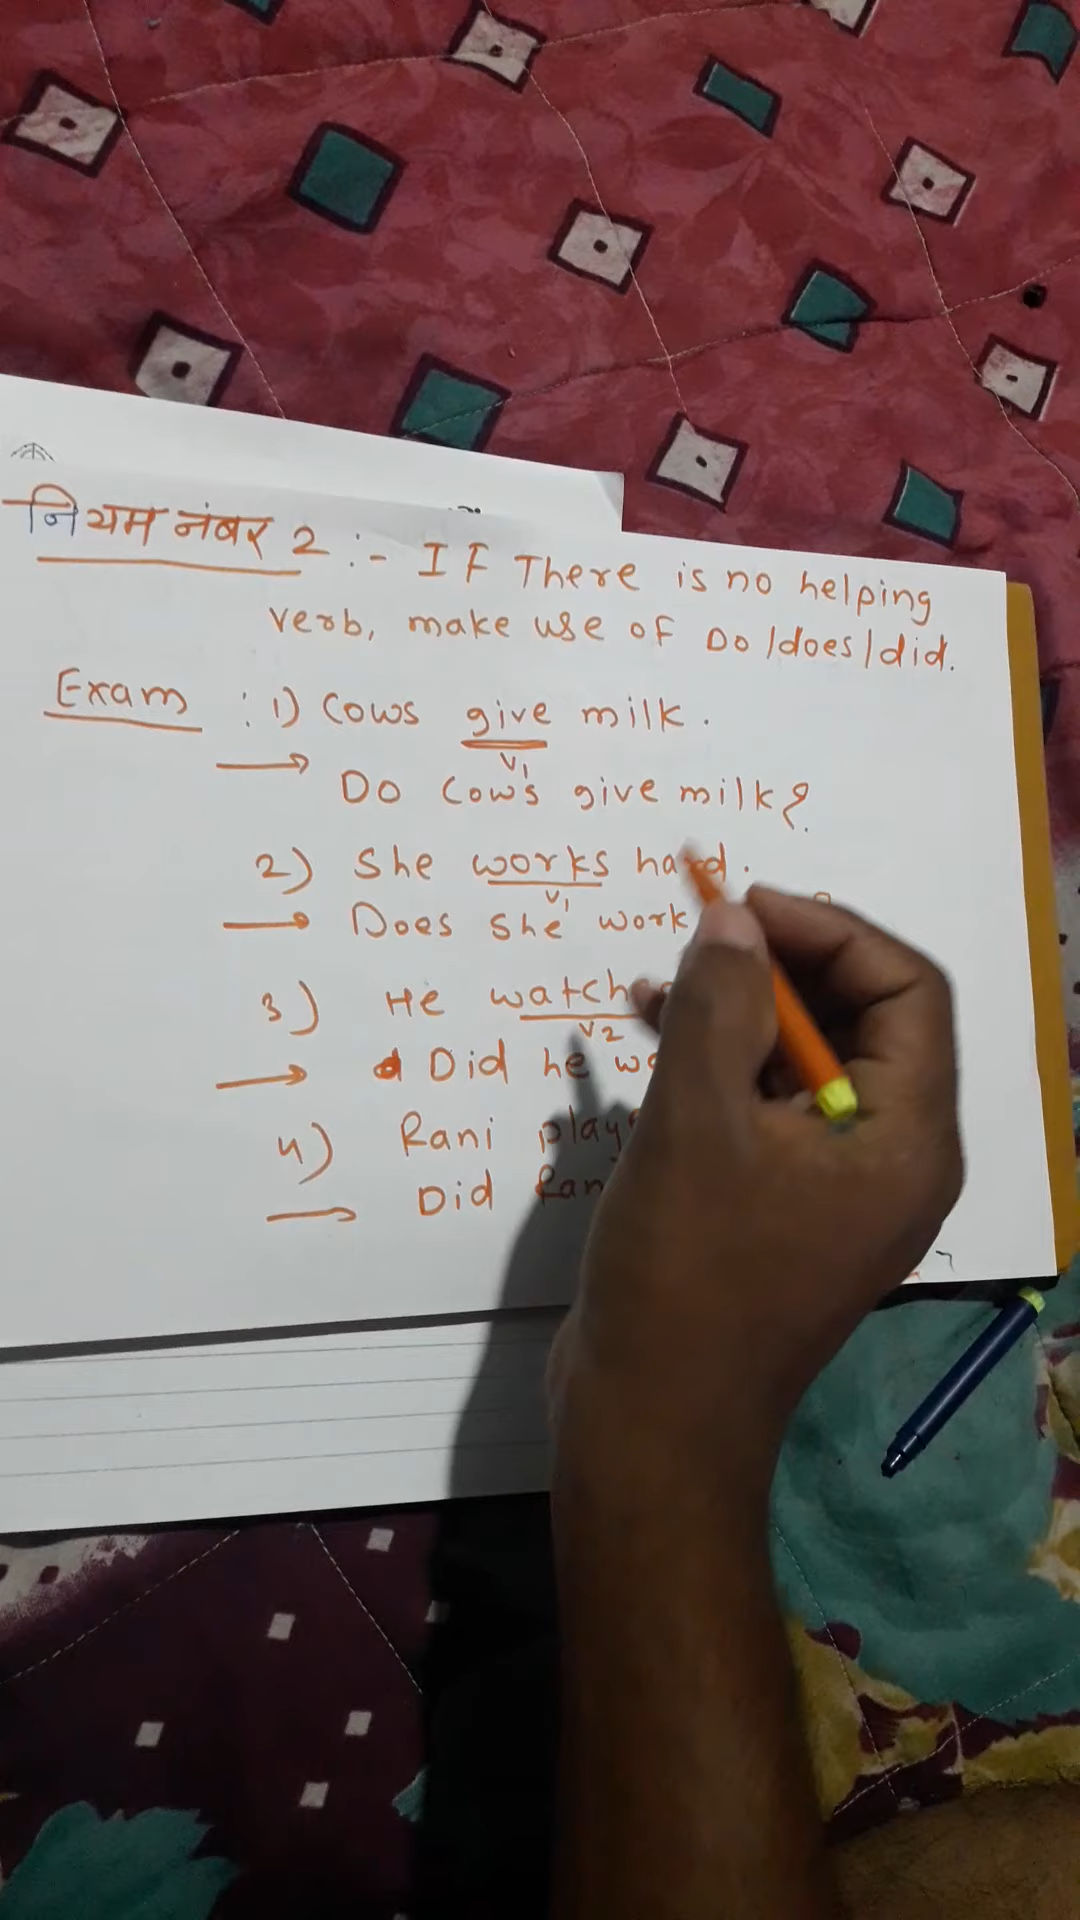 नियम नंबर 2 :- IF There is no helping
verb, make use of Do/does/did.
Exam :1) Cows give milk.
V1
→ Do cows give milk?
2) She works hard.
V1
→ Does she work
3) He
V2
→ Did he
4) Rani
→ Did